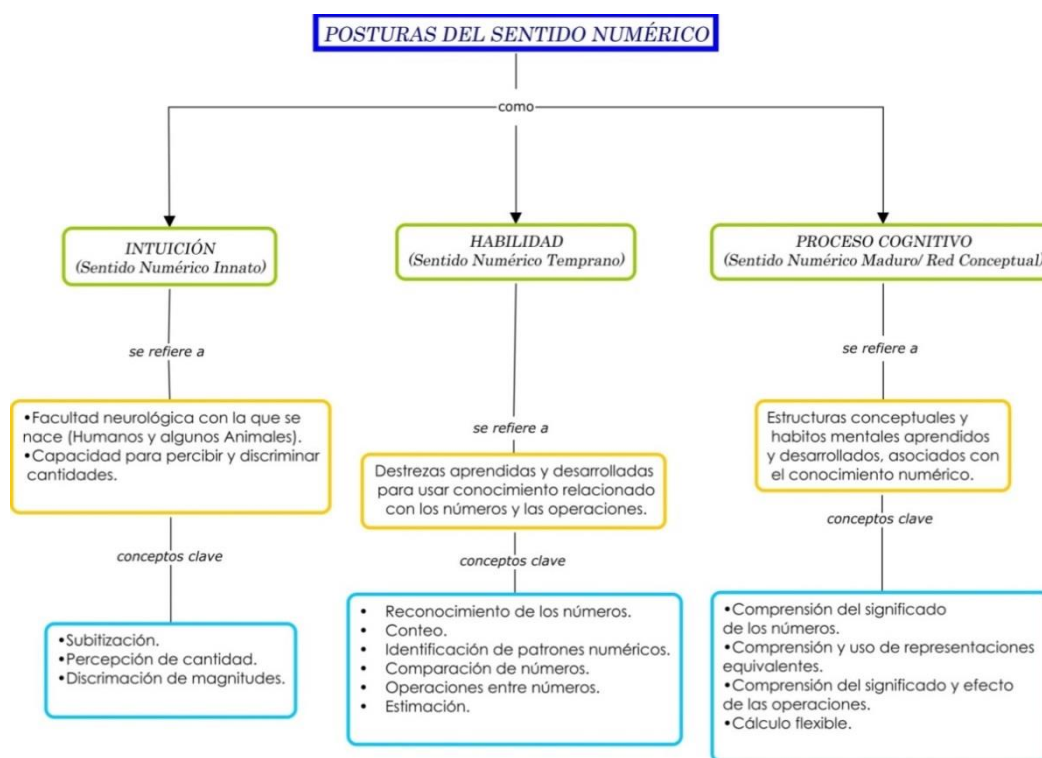 POSTURAS DEL SENTIDO NUMÉRICO
como
INTUICIÓN
(Sentido Numérico Innato)
se refiere a
•Facultad neurológica con la que se
nace (Humanos y algunos Animales).
•Capacidad para percibir y discriminar
cantidades.
conceptos clave
•Subitización.
•Percepción de cantidad.
•Discrimación de magnitudes.
HABILIDAD
(Sentido Numérico Temprano)
se refiere a
Destrezas aprendidas y desarrolladas
para usar conocimiento relacionado
con los números y las operaciones.
conceptos clave
• Reconocimiento de los números.
• Conteo.
• Identificación de patrones numéricos.
• Comparación de números.
• Operaciones entre números.
• Estimación.
PROCESO COGNITIVO
(Sentido Numérico Maduro/ Red Conceptual)
se refiere a
Estructuras conceptuales y
habitos mentales aprendidos
y desarrollados, asociados con
el conocimiento numérico.
conceptos clave
•Comprensión del significado
de los números.
•Comprensión y uso de representaciones
equivalentes.
•Comprensión del significado y efecto
de las operaciones.
•Cálculo flexible.